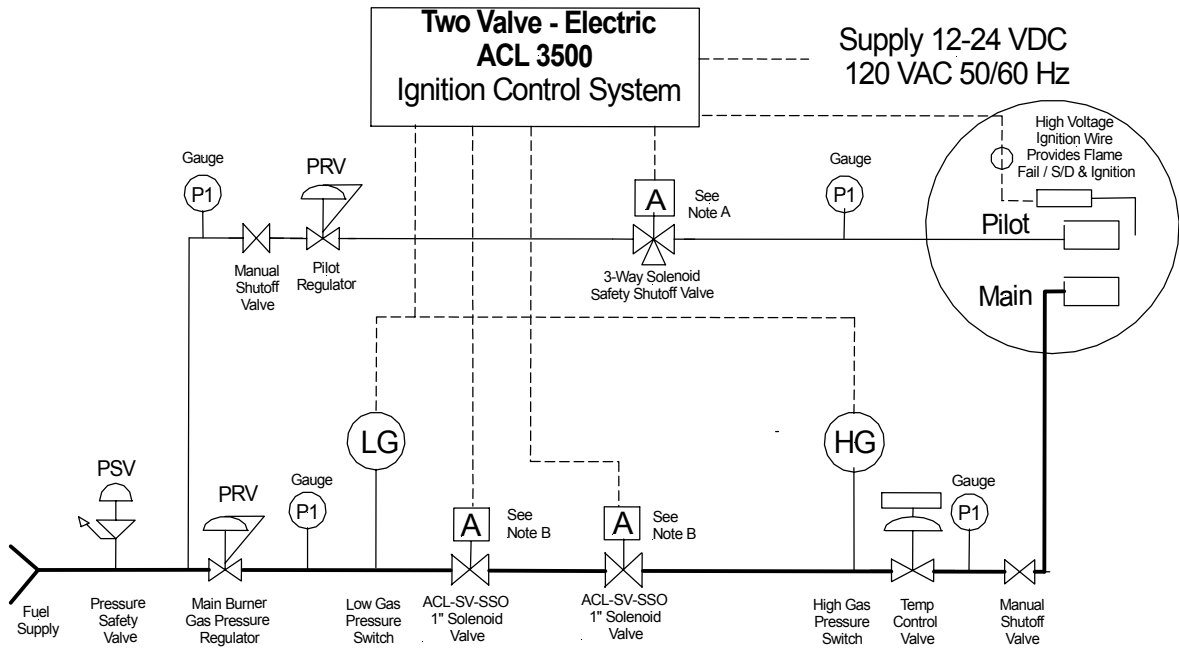 Two Valve - Electric
ACL 3500
Ignition Control System
Supply 12-24 VDC
120 VAC 50/60 Hz
High Voltage
Ignition Wire
Provides Flame
Fail / S/D & Ignition
Gauge
P1
PRV
A
See
Note A
Gauge
P1
Pilot
Manual
Shutoff
Valve
Pilot
Regulator
3-Way Solenoid
Safety Shutoff Valve
Main
LG
HG
PSV
PRV
Gauge
P1
A
See
Note B
A
See
Note B
Gauge
P1
Fuel
Supply
Pressure
Safety
Valve
Main Burner
Gas Pressure
Regulator
Low Gas
Pressure
Switch
ACL-SV-SSO
1" Solenoid
Valve
ACL-SV-SSO
1" Solenoid
Valve
High Gas
Pressure
Switch
Temp
Control
Valve
Manual
Shutoff
Valve